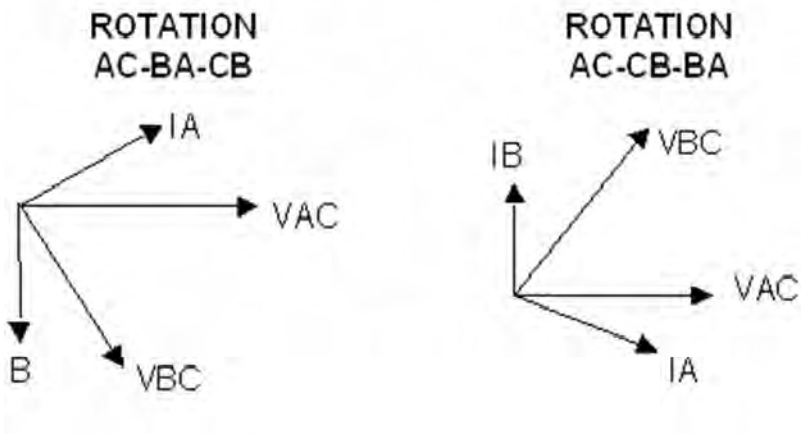 ROTATION
AC-BA-CB
IA
VAC
B
VBC
ROTATION
AC-CB-BA
IB
VBC
VAC
IA